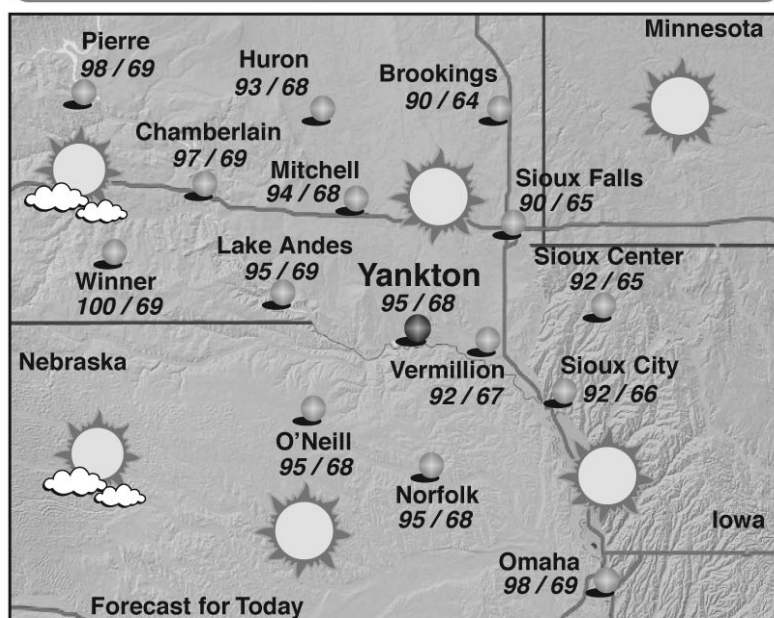 Minnesota
Pierre
98 / 69
Huron
93 / 68
Brookings
90 / 64
Chamberlain
97 / 69
Mitchell
94 / 68
Sioux Falls
90 / 65
Winner
100 / 69
Lake Andes
95 / 69
Yankton
95 / 68
Sioux Center
92 / 65
Nebraska
Vermillion
92 / 67
Sioux City
92 / 66
O'Neill
95 / 68
Norfolk
95 / 68
Iowa
Omaha
98 / 69
Forecast for Today